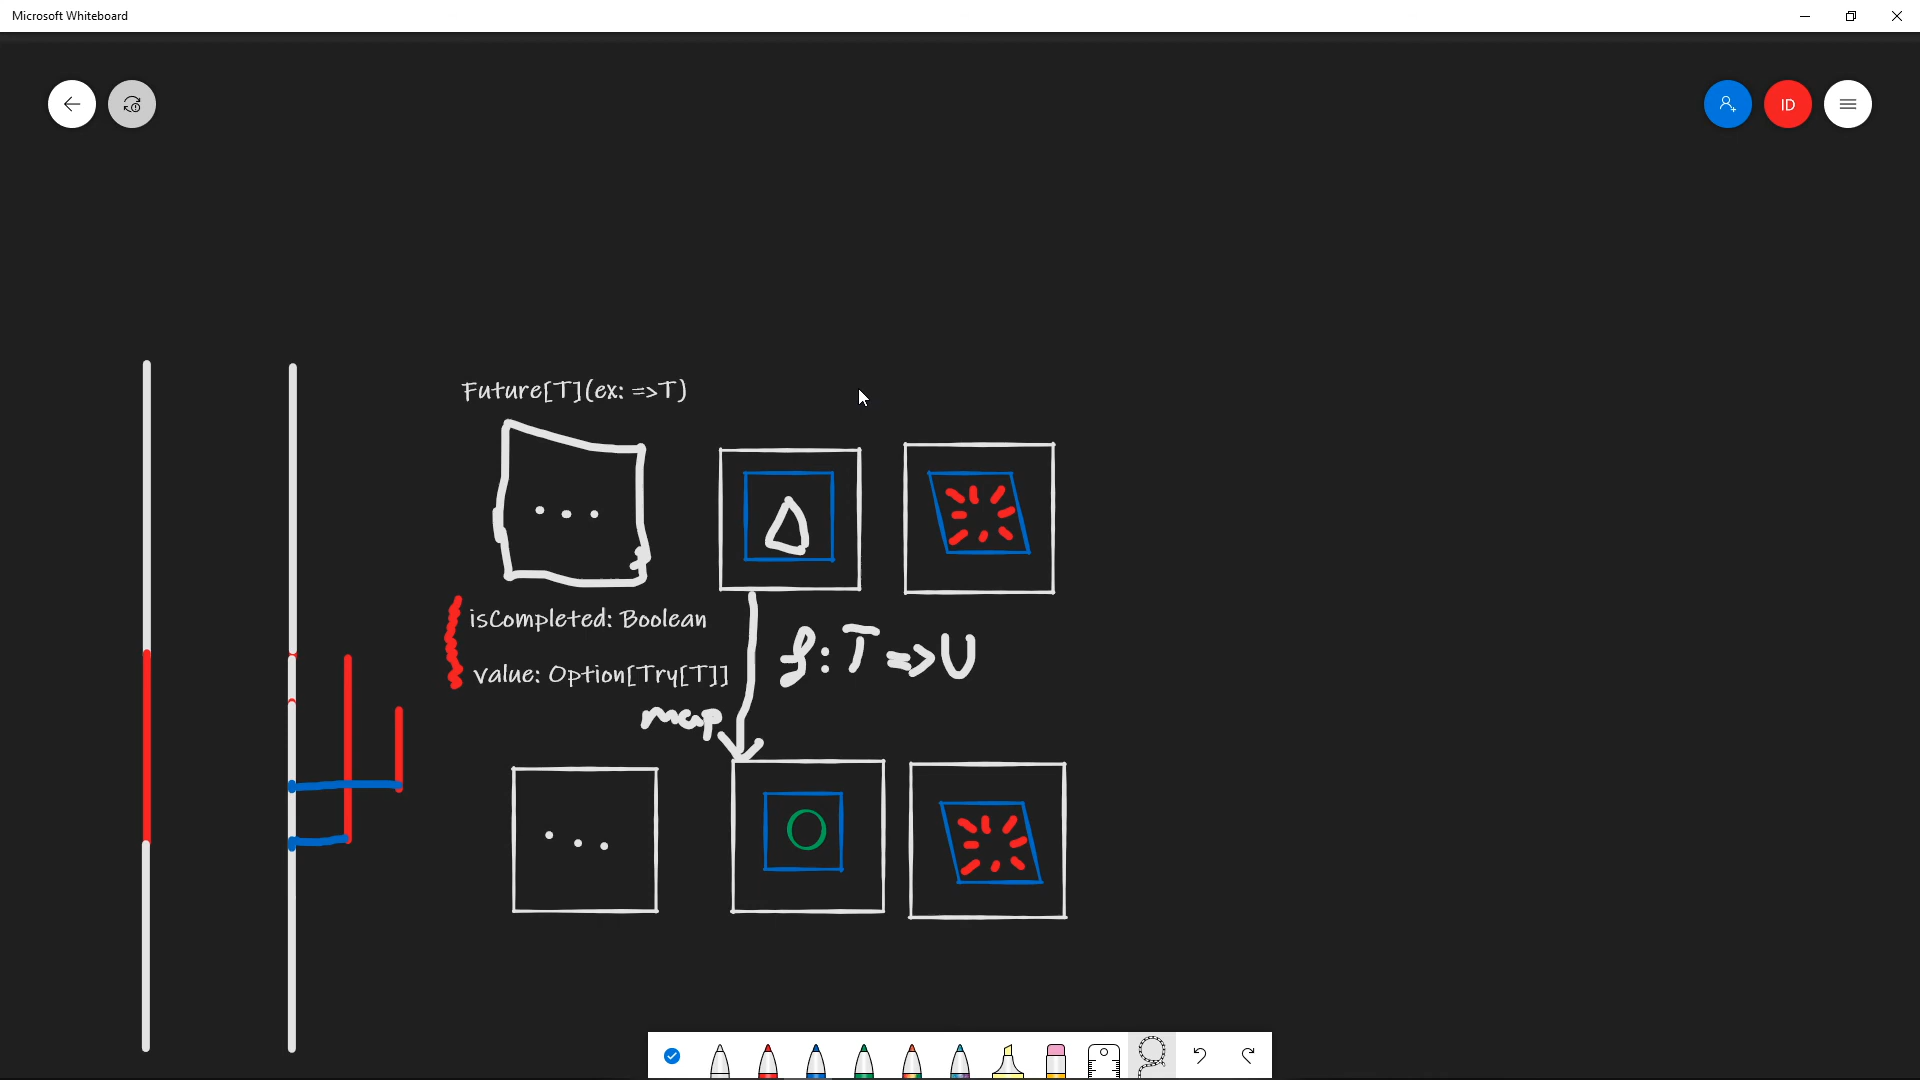 Microsoft Whiteboard
ID
Future[T](ex: =>T)
isCompleted: Boolean
f: T => U
value: Option[Try[T]]
map